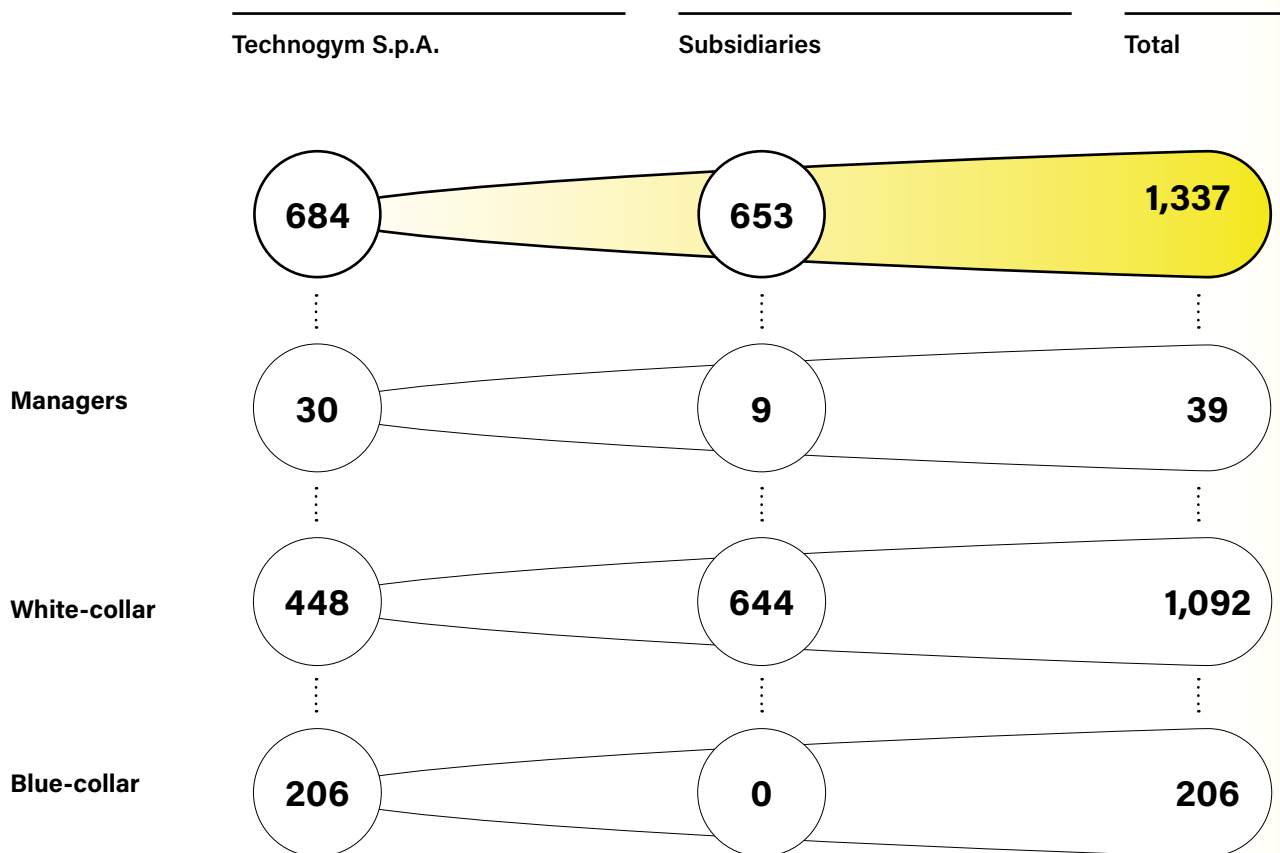 Technogym S.p.A. Subsidiaries Total
684 653 1,337
Managers 30 9 39
White-collar 448 644 1,092
Blue-collar 206 0 206